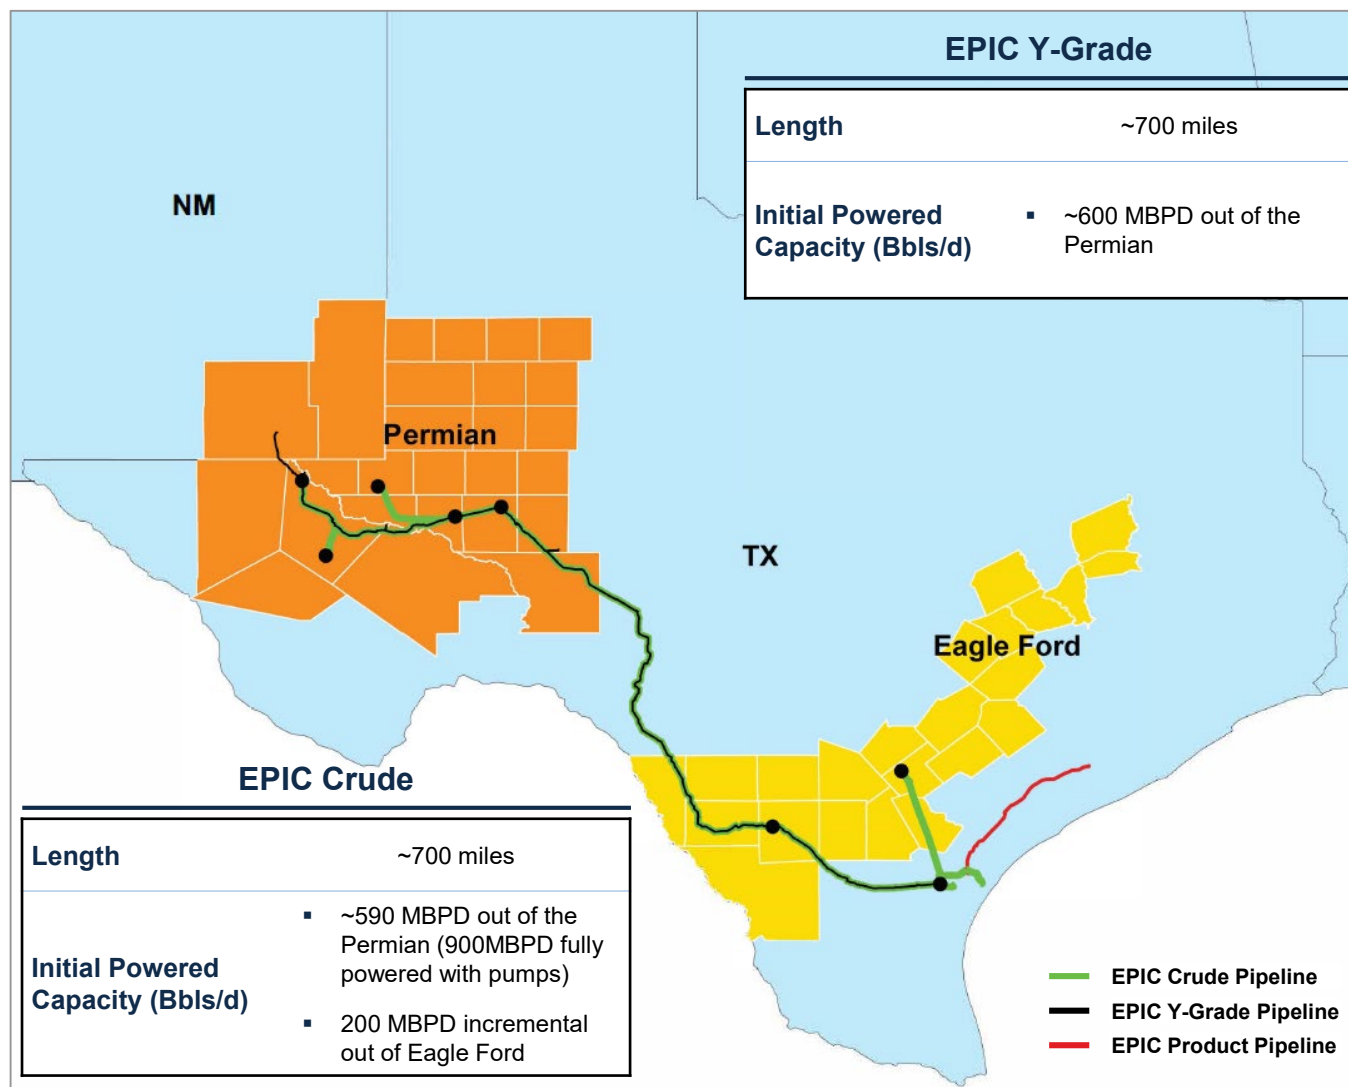 EPIC Y-Grade
Length
~700 miles
Initial Powered
Capacity (Bbls/d)
▪ ~600 MBPD out of the
Permian
NM
Permian
TX
Eagle Ford
EPIC Crude
Length
~700 miles
Initial Powered
Capacity (Bbls/d)
▪ ~590 MBPD out of the
Permian (900MBPD fully
powered with pumps)
▪ 200 MBPD incremental
out of Eagle Ford
EPIC Crude Pipeline
EPIC Y-Grade Pipeline
EPIC Product Pipeline